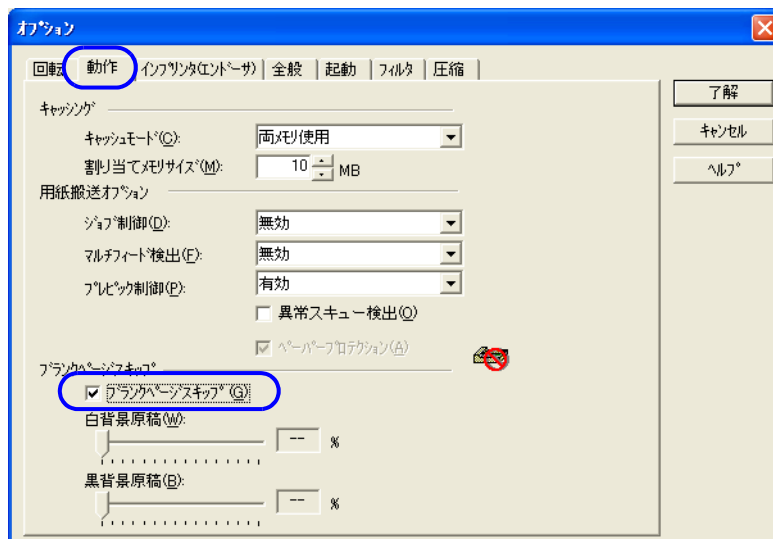 オプション
回転 動作 インプリンタ(エンドーサ) 全般 起動 フィルタ 圧縮
了解
キャンセル
ヘルプ
キャッシング
キャッシュモード(C): 両メモリ使用
割り当てメモリサイズ(M): 10 MB
用紙搬送オプション
ジョブ制御(D): 無効
マルチフィード検出(F): 無効
プレピック制御(P): 有効
異常スキュー検出(O)
ペーパープロテクション(A)
ブランクページスキップ
ブランクページスキップ(G)
白背景原稿(W):
-- %
黒背景原稿(B):
-- %